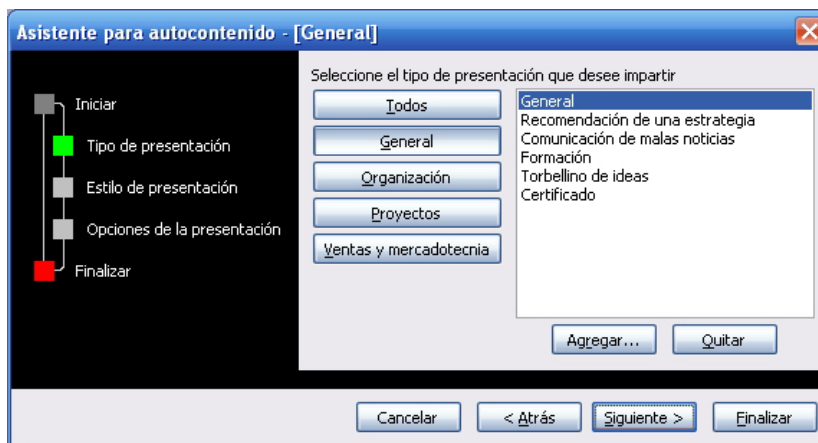 Asistente para autocontenido - [General]
Seleccione el tipo de presentación que desee impartir
Iniciar
Tipo de presentación
Estilo de presentación
Opciones de la presentación
Finalizar
Todos
General
Organización
Proyectos
Ventas y mercadotecnia
General
Recomendación de una estrategia
Comunicación de malas noticias
Formación
Torbellino de ideas
Certificado
Agregar...
Quitar
Cancelar
< Atrás
Siguiente >
Finalizar